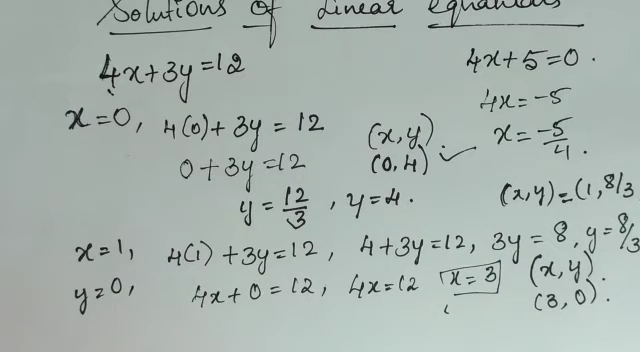 Solutions Of Linear equations
4x+3y=12
4x+5=0.
4x=-5
x=-5/4.
x=0, 4(0)+3y=12 (x,y)
0+3y=12 (0,4) ✓
y=12/3, y=4.
(x,y)=(1,8/3
x=1, 4(1)+3y=12, 4+3y=12, 3y=8, y=8/3
y=0, 4x+0=12, 4x=12 x=3 (x,y)
(3,0).